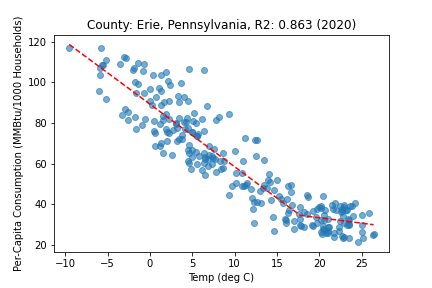 County: Erie, Pennsylvania, R2: 0.863 (2020)
Per-Capita Consumption (MMBtu/1000 Households)
120
100
80
60
40
20
−10 −5 0 5 10 15 20 25
Temp (deg C)